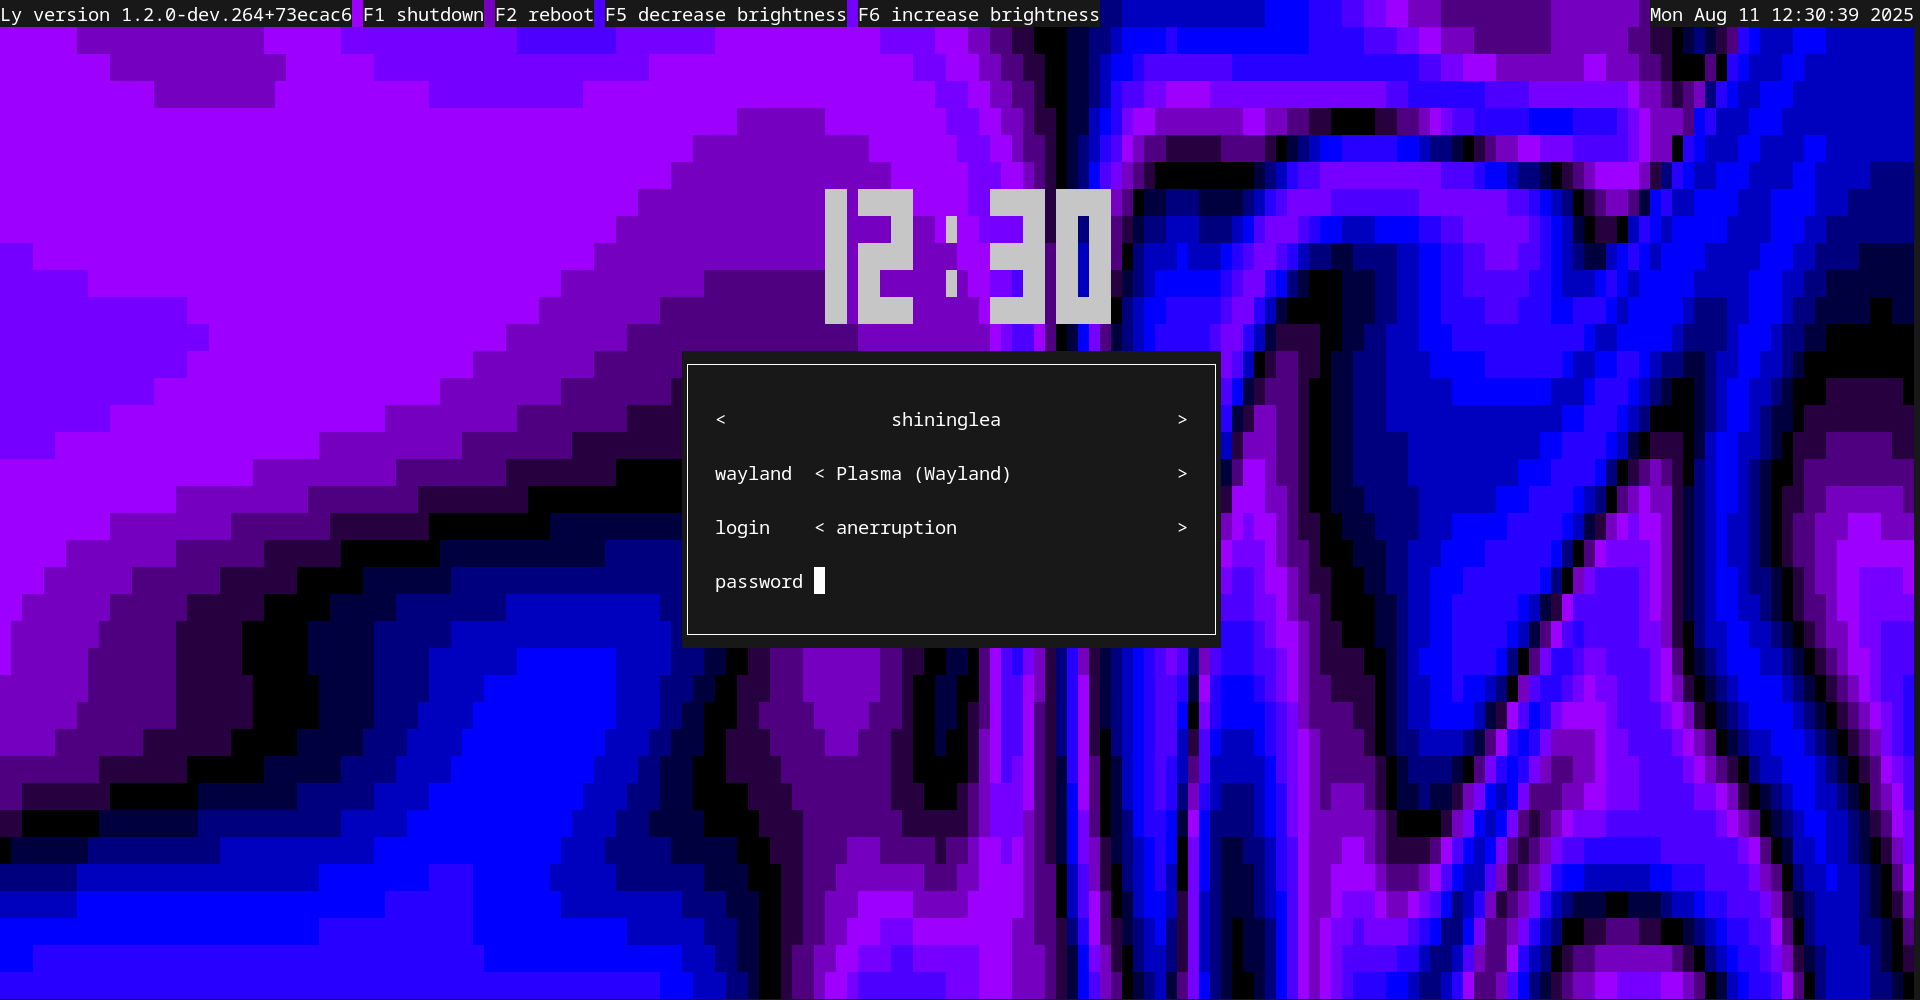 Ly version 1.2.0-dev.264+73ecac6 F1 shutdown F2 reboot F5 decrease brightness F6 increase brightness Mon Aug 11 12:30:39 2025
12:30
< shininglea >
wayland < Plasma (Wayland) >
login < anerruption >
password